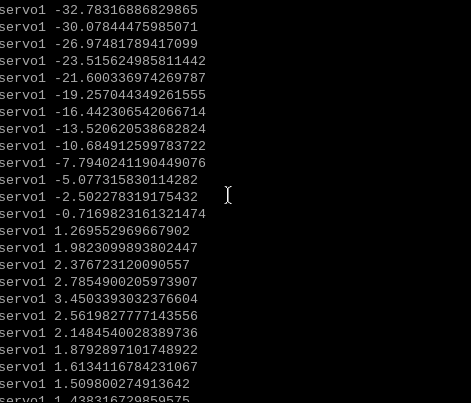 servo1 -32.78316886829865
servo1 -30.07844475985071
servo1 -26.97481789417099
servo1 -23.515624985811442
servo1 -21.600336974269787
servo1 -19.257044349261555
servo1 -16.442306542066714
servo1 -13.520620538682824
servo1 -10.684912599783722
servo1 -7.7940241190449076
servo1 -5.077315830114282
servo1 -2.502278319175432
servo1 -0.7169823161321474
servo1 1.269552969667902
servo1 1.9823099893802447
servo1 2.376723120090557
servo1 2.7854900205973907
servo1 3.4503393032376604
servo1 2.5619827777143556
servo1 2.1484540028389736
servo1 1.8792897101748922
servo1 1.6134116784231067
servo1 1.509800274913642
servo1 1.438316729859575